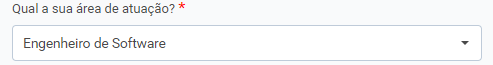 Qual a sua área de atuação? *
Engenheiro de Software